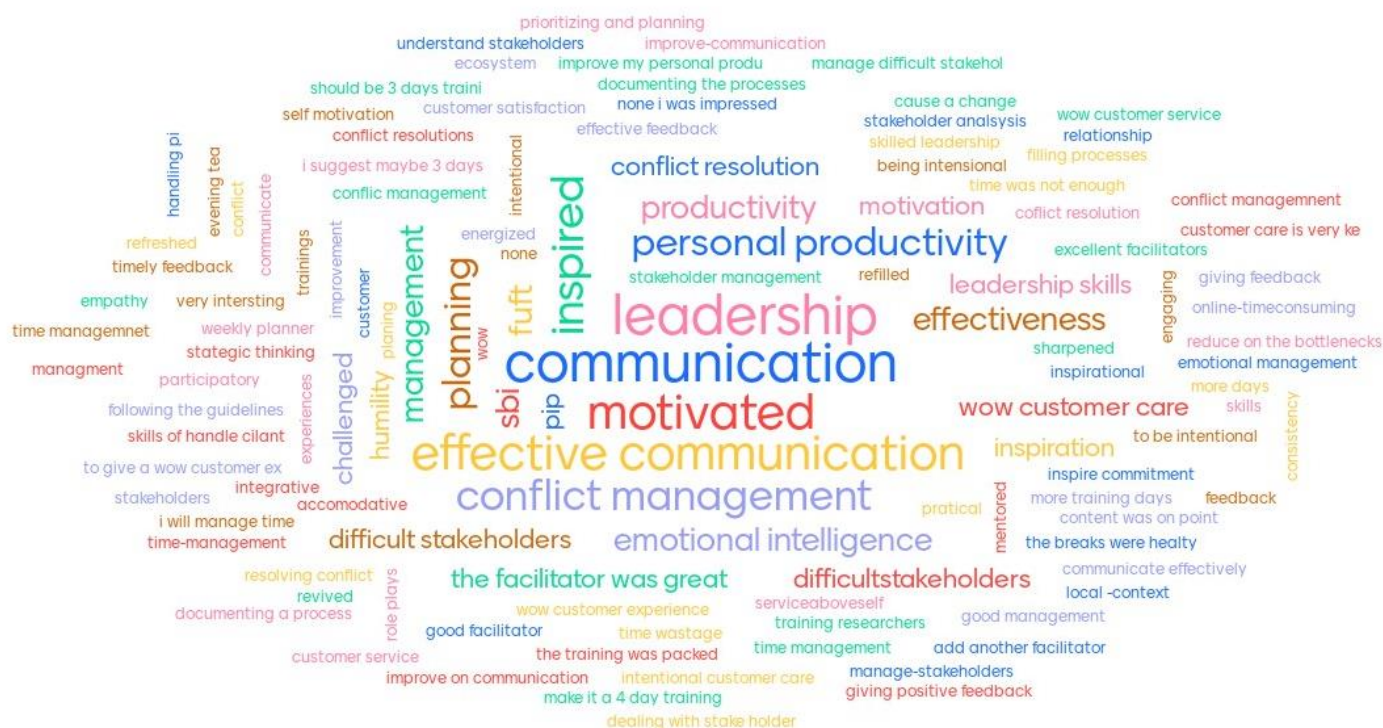 prioritizing and planning
understand stakeholders
improve-communication
ecosystem
improve my personal produ
manage difficult stakehol
should be 3 days traini
documenting the processes
self motivation
customer satisfaction
none i was impressed
cause a change
stakeholder analsysis
wow customer service
conflict resolutions
effective feedback
skilled leadership
relationship
handling pi
evening tea
conflict
communicate
i suggest maybe 3 days
intentional
conflict resolution
being intensional
filling processes
conflic management
inspired
productivity
motivation
time was not enough
coflict resolution
conflict managemnent
refreshed
trainings
improvement
energized
personal productivity
customer care is very ke
timely feedback
customer
management
planning
none
excellent facilitators
empathy
very intersting
stakeholder management
refilled
leadership skills
engaging
giving feedback
time managemnet
weekly planner
planing
wow
fuft
leadership
effectiveness
online-timeconsuming
stategic thinking
communication
sharpened
reduce on the bottlenecks
managment
participatory
inspirational
emotional management
following the guidelines
experiences
challenged
humility
sbi
pip
motivated
wow customer care
more days
skills
consistency
skills of handle cilant
effective communication
inspiration
to be intentional
to give a wow customer ex
integrative
inspire commitment
stakeholders
accomodative
conflict management
pratical
mentored
more training days
feedback
i will manage time
content was on point
time-management
difficult stakeholders
emotional intelligence
the breaks were healty
resolving conflict
the facilitator was great
difficultstakeholders
communicate effectively
revived
role plays
local -context
documenting a process
wow customer experience
serviceaboveself
good management
good facilitator
time wastage
training researchers
customer service
the training was packed
time management
add another facilitator
improve on communication
intentional customer care
manage-stakeholders
make it a 4 day training
giving positive feedback
dealing with stake holder